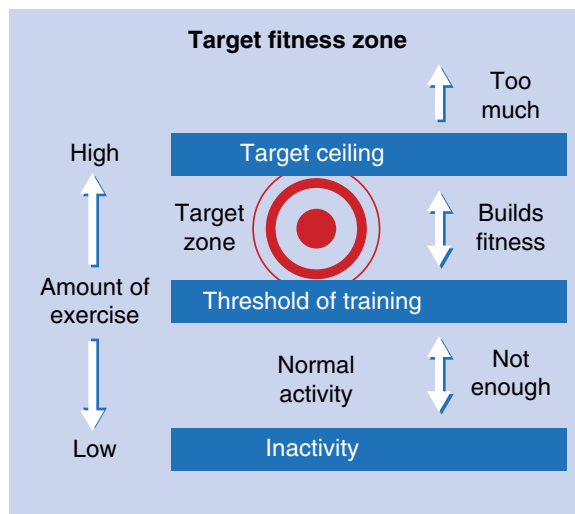 Target fitness zone
Too
much
High
Target ceiling
Target
zone
Builds
fitness
Amount of
exercise
Threshold of training
Normal
activity
Not
enough
Low
Inactivity